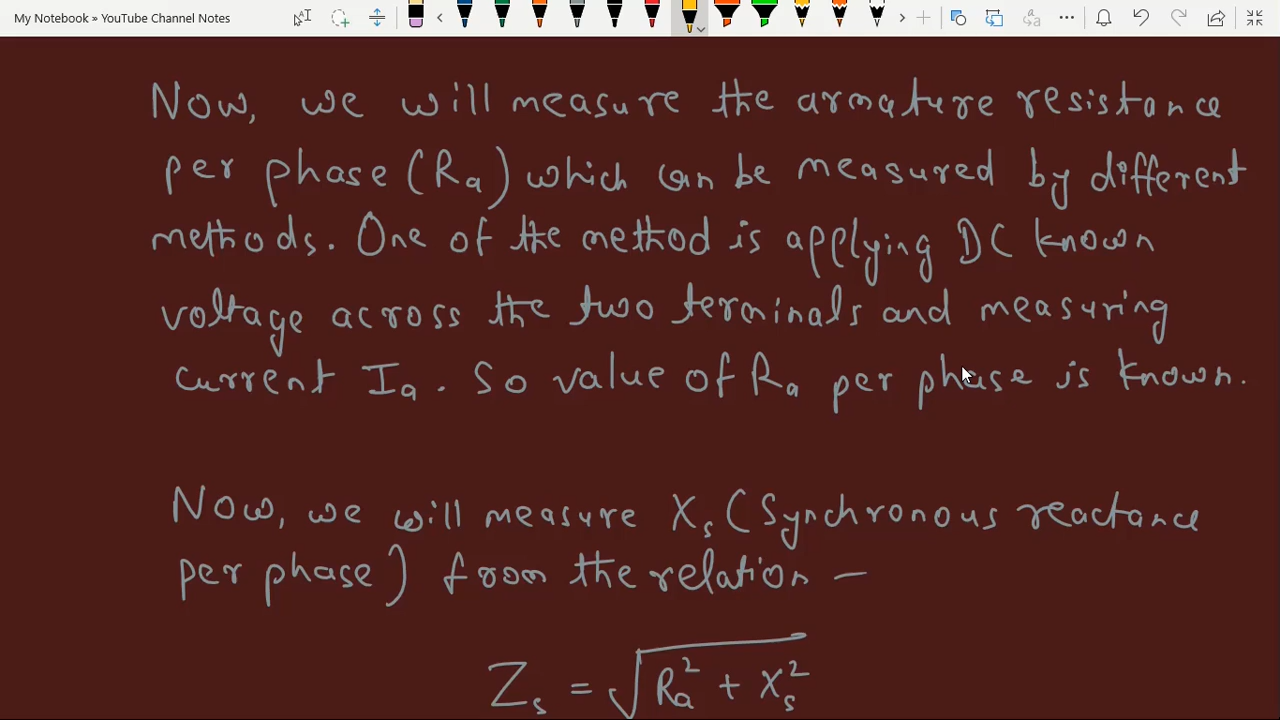 My Notebook » YouTube Channel Notes
Now, we will measure the armature resistance
per phase (Ra) which can be measured by different
methods. One of the method is applying DC known
voltage across the two terminals and measuring
current Ia. So value of Ra per phase is known.
Now, we will measure Xs (Synchronous reactance
per phase) from the relation —
Zs = √(Ra² + Xs²)